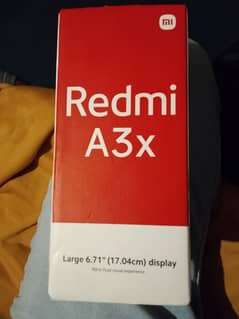 mi
Redmi
A3x
Large 6.71" (17.04cm) display